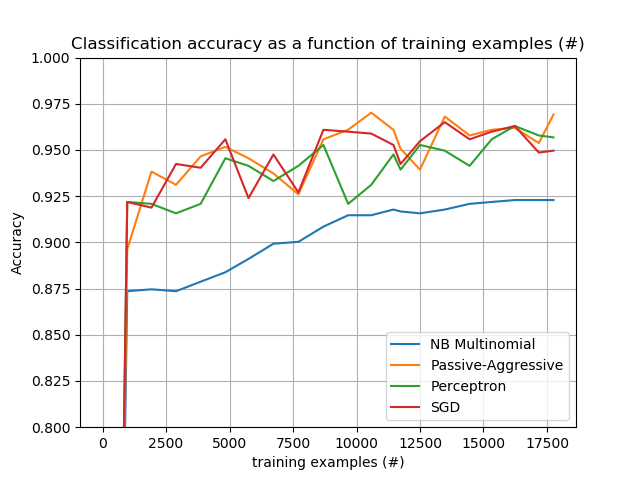 Classification accuracy as a function of training examples (#)
1.000
0.975
0.950
0.925
0.900
0.875
0.850
0.825
0.800
Accuracy
NB Multinomial
Passive-Aggressive
Perceptron
SGD
0 2500 5000 7500 10000 12500 15000 17500
training examples (#)